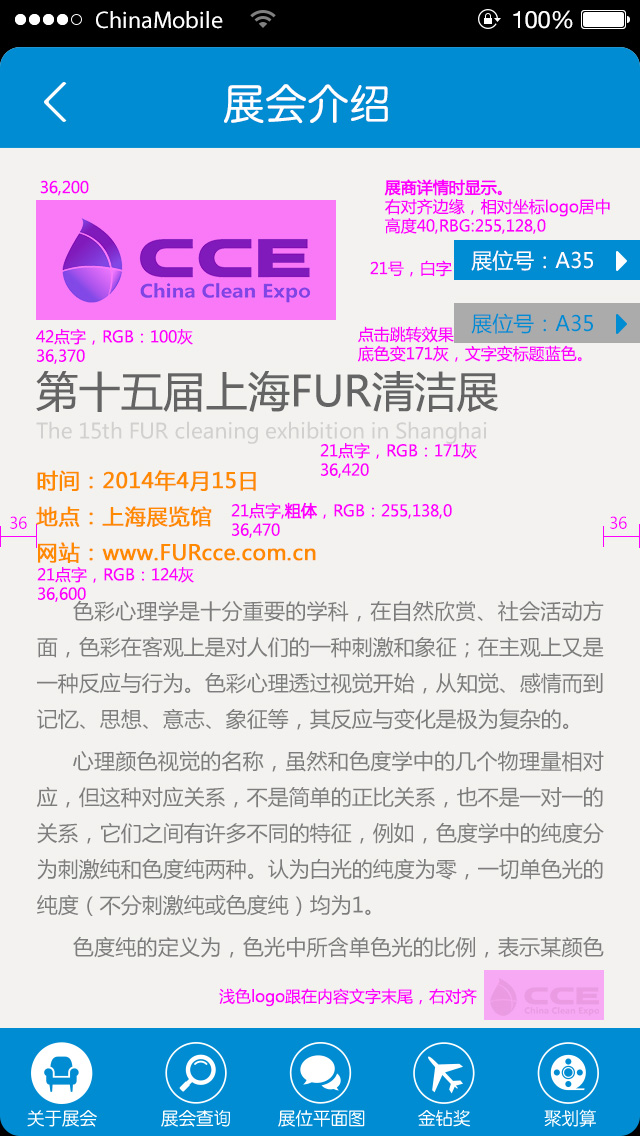 ChinaMobile 100%
展会介绍
36,200
展商详情时显示。
右对齐边缘，相对坐标logo居中
高度40,RBG:255,128,0
CCE
China Clean Expo
21号，白字
展位号：A35
展位号：A35
点击跳转效果
底色变171灰，文字变标题蓝色。
42点字，RGB：100灰
36,370
第十五届上海FUR清洁展
The 15th FUR cleaning exhibition in Shanghai
21点字，RGB：171灰
36,420
时间：2014年4月15日
地点：上海展览馆
21点字,粗体，RGB：255,138,0
36,470
36
36
网站：www.FURcce.com.cn
21点字，RGB：124灰
36,600
色彩心理学是十分重要的学科，在自然欣赏、社会活动方
面，色彩在客观上是对人们的一种刺激和象征；在主观上又是
一种反应与行为。色彩心理透过视觉开始，从知觉、感情而到
记忆、思想、意志、象征等，其反应与变化是极为复杂的。
心理颜色视觉的名称，虽然和色度学中的几个物理量相对
应，但这种对应关系，不是简单的正比关系，也不是一对一的
关系，它们之间有许多不同的特征，例如，色度学中的纯度分
为刺激纯和色度纯两种。认为白光的纯度为零，一切单色光的
纯度（不分刺激纯或色度纯）均为1。
色度纯的定义为，色光中所含单色光的比例，表示某颜色
浅色logo跟在内容文字末尾，右对齐
CCE
China Clean Expo
关于展会
展会查询
展位平面图
金钻奖
聚划算